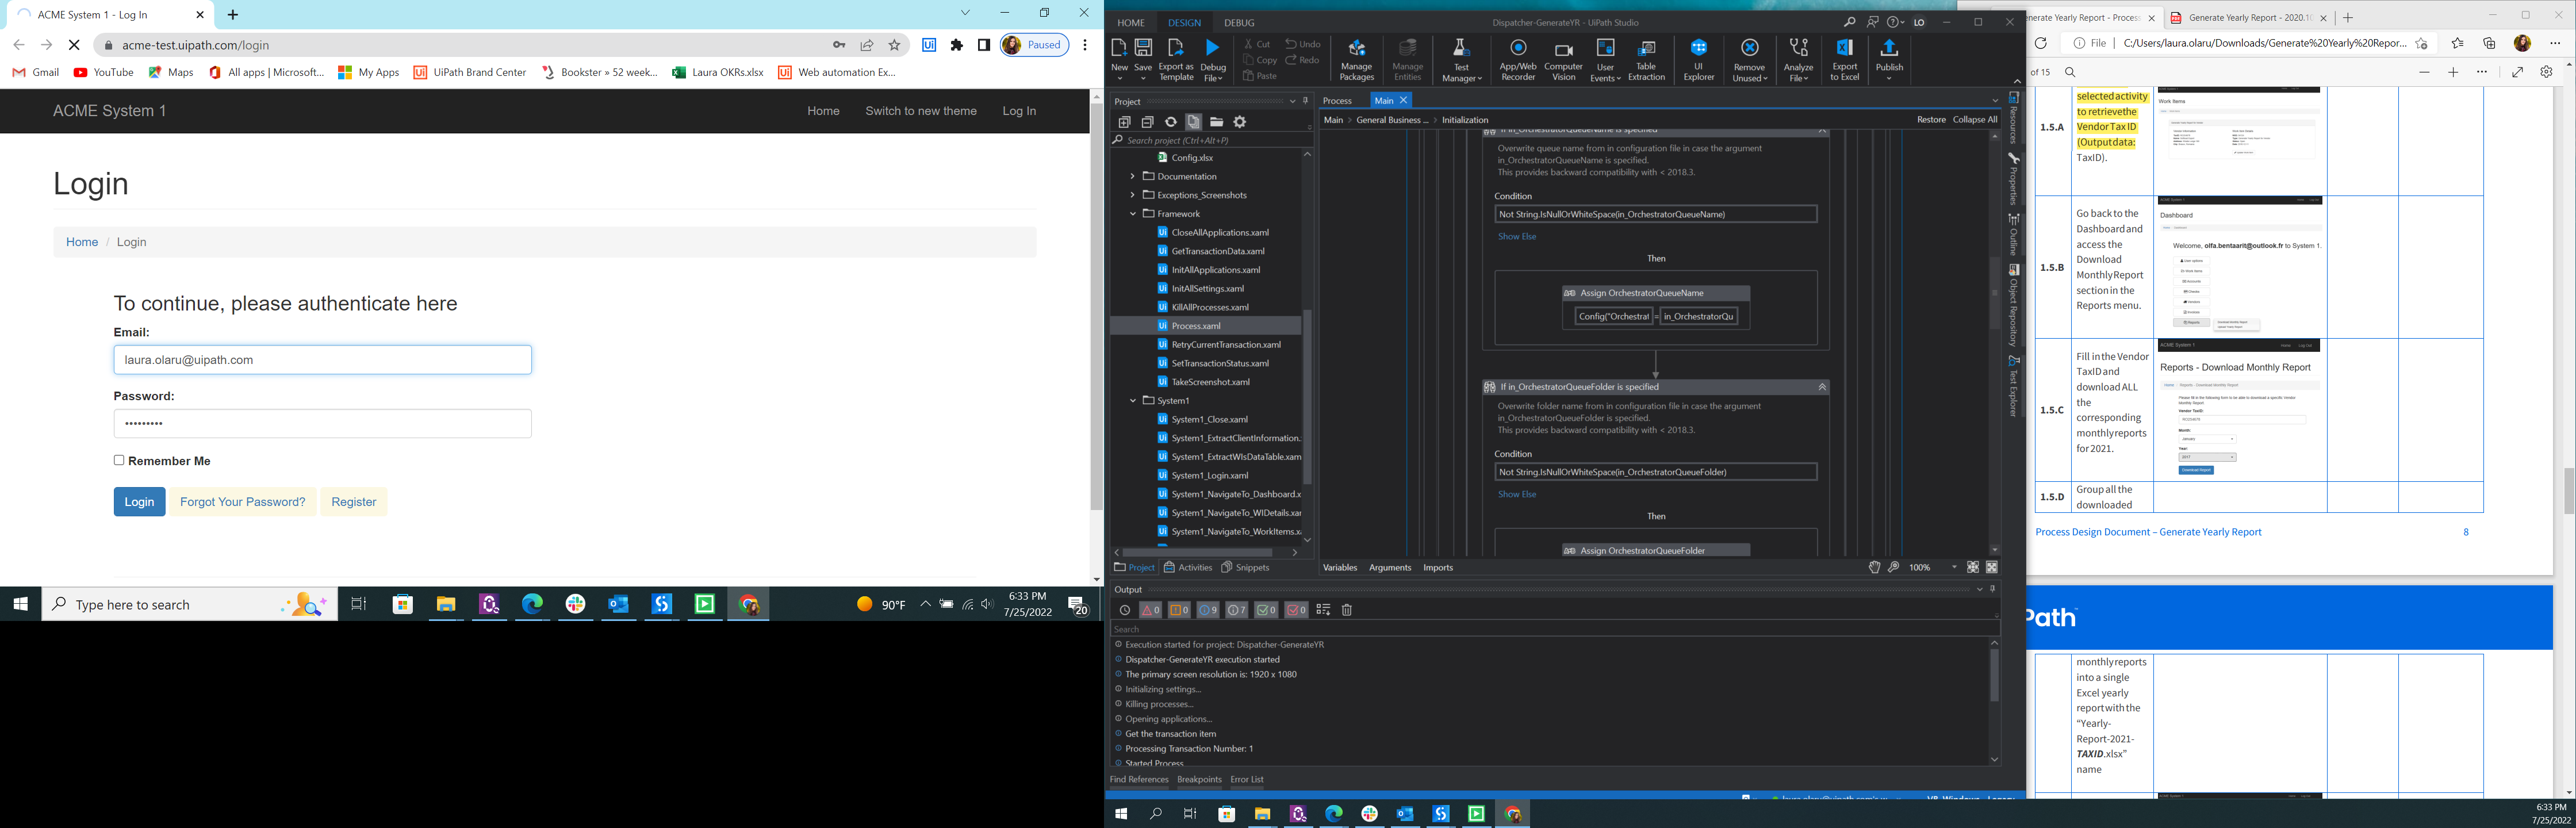 ACME System 1 - Log In
acme-test.uipath.com/login
Paused
Gmail
YouTube
Maps
All apps | Microsoft...
My Apps
UiPath Brand Center
Bookster » 52 week...
Laura OKRs.xlsx
Web automation Ex...
ACME System 1
Home
Switch to new theme
Log In
Login
Home / Login
To continue, please authenticate here
Email:
laura.olaru@uipath.com
Password:
•••••••••
Remember Me
Login
Forgot Your Password?
Register
Type here to search
90°F
6:33 PM
7/25/2022
20
HOME
DESIGN
DEBUG
Dispatcher-GenerateYR - UiPath Studio
LO
New
Save
Export as Template
Debug File
Cut
Copy
Paste
Undo
Redo
Manage Packages
Manage Entities
Test Manager
App/Web Recorder
Computer Vision
User Events
Table Extraction
UI Explorer
Remove Unused
Analyze File
Export to Excel
Publish
Project
Search project (Ctrl+Alt+P)
Config.xlsx
Documentation
Exceptions_Screenshots
Framework
CloseAllApplications.xaml
GetTransactionData.xaml
InitAllApplications.xaml
InitAllSettings.xaml
KillAllProcesses.xaml
Process.xaml
RetryCurrentTransaction.xaml
SetTransactionStatus.xaml
TakeScreenshot.xaml
System1
System1_Close.xaml
System1_ExtractClientInformation.
System1_ExtractWIsDataTable.xam
System1_Login.xaml
System1_NavigateTo_Dashboard.x
System1_NavigateTo_WIDetails.xar
System1_NavigateTo_WorkItems.x
Project
Activities
Snippets
Process
Main
Main > General Business ... > Initialization
Restore
Collapse All
If in_OrchestratorQueueName is specified
Overwrite queue name from in configuration file in case the argument
in_OrchestratorQueueName is specified.
This provides backward compatibility with < 2018.3.
Condition
Not String.IsNullOrWhiteSpace(in_OrchestratorQueueName)
Show Else
Then
Assign OrchestratorQueueName
Config("Orchestrat = in_OrchestratorQu
If in_OrchestratorQueueFolder is specified
Overwrite folder name from in configuration file in case the argument
in_OrchestratorQueueFolder is specified.
This provides backward compatibility with < 2018.3.
Condition
Not String.IsNullOrWhiteSpace(in_OrchestratorQueueFolder)
Show Else
Then
Assign OrchestratorQueueFolder
Variables
Arguments
Imports
100%
Resources
Properties
Outline
Object Repository
Test Explorer
Output
0
0
9
7
0
0
Search
Execution started for project: Dispatcher-GenerateYR
Dispatcher-GenerateYR execution started
The primary screen resolution is: 1920 x 1080
Initializing settings...
Killing processes...
Opening applications...
Get the transaction item
Processing Transaction Number: 1
Started Process
Find References
Breakpoints
Error List
enerate Yearly Report - Process
Generate Yearly Report - 2020.10
File
C:/Users/laura.olaru/Downloads/Generate%20Yearly%20Repor...
of 15
1.5.A
selected activity
to retrieve the
Vendor Tax ID
(Output data:
TaxID).
Work Items
1.5.B
Go back to the
Dashboard and
access the
Download
Monthly Report
section in the
Reports menu.
Dashboard
Welcome, olfa.bentaarit@outlook.fr to System 1.
1.5.C
Fill in the Vendor
TaxID and
download ALL
the
corresponding
monthly reports
for 2021.
ACME System 1
Reports - Download Monthly Report
1.5.D
Group all the
downloaded
Process Design Document – Generate Yearly Report
8
Path
monthly reports
into a single
Excel yearly
report with the
“Yearly-
Report-2021-
TAXID.xlsx”
name
6:33 PM
7/25/2022